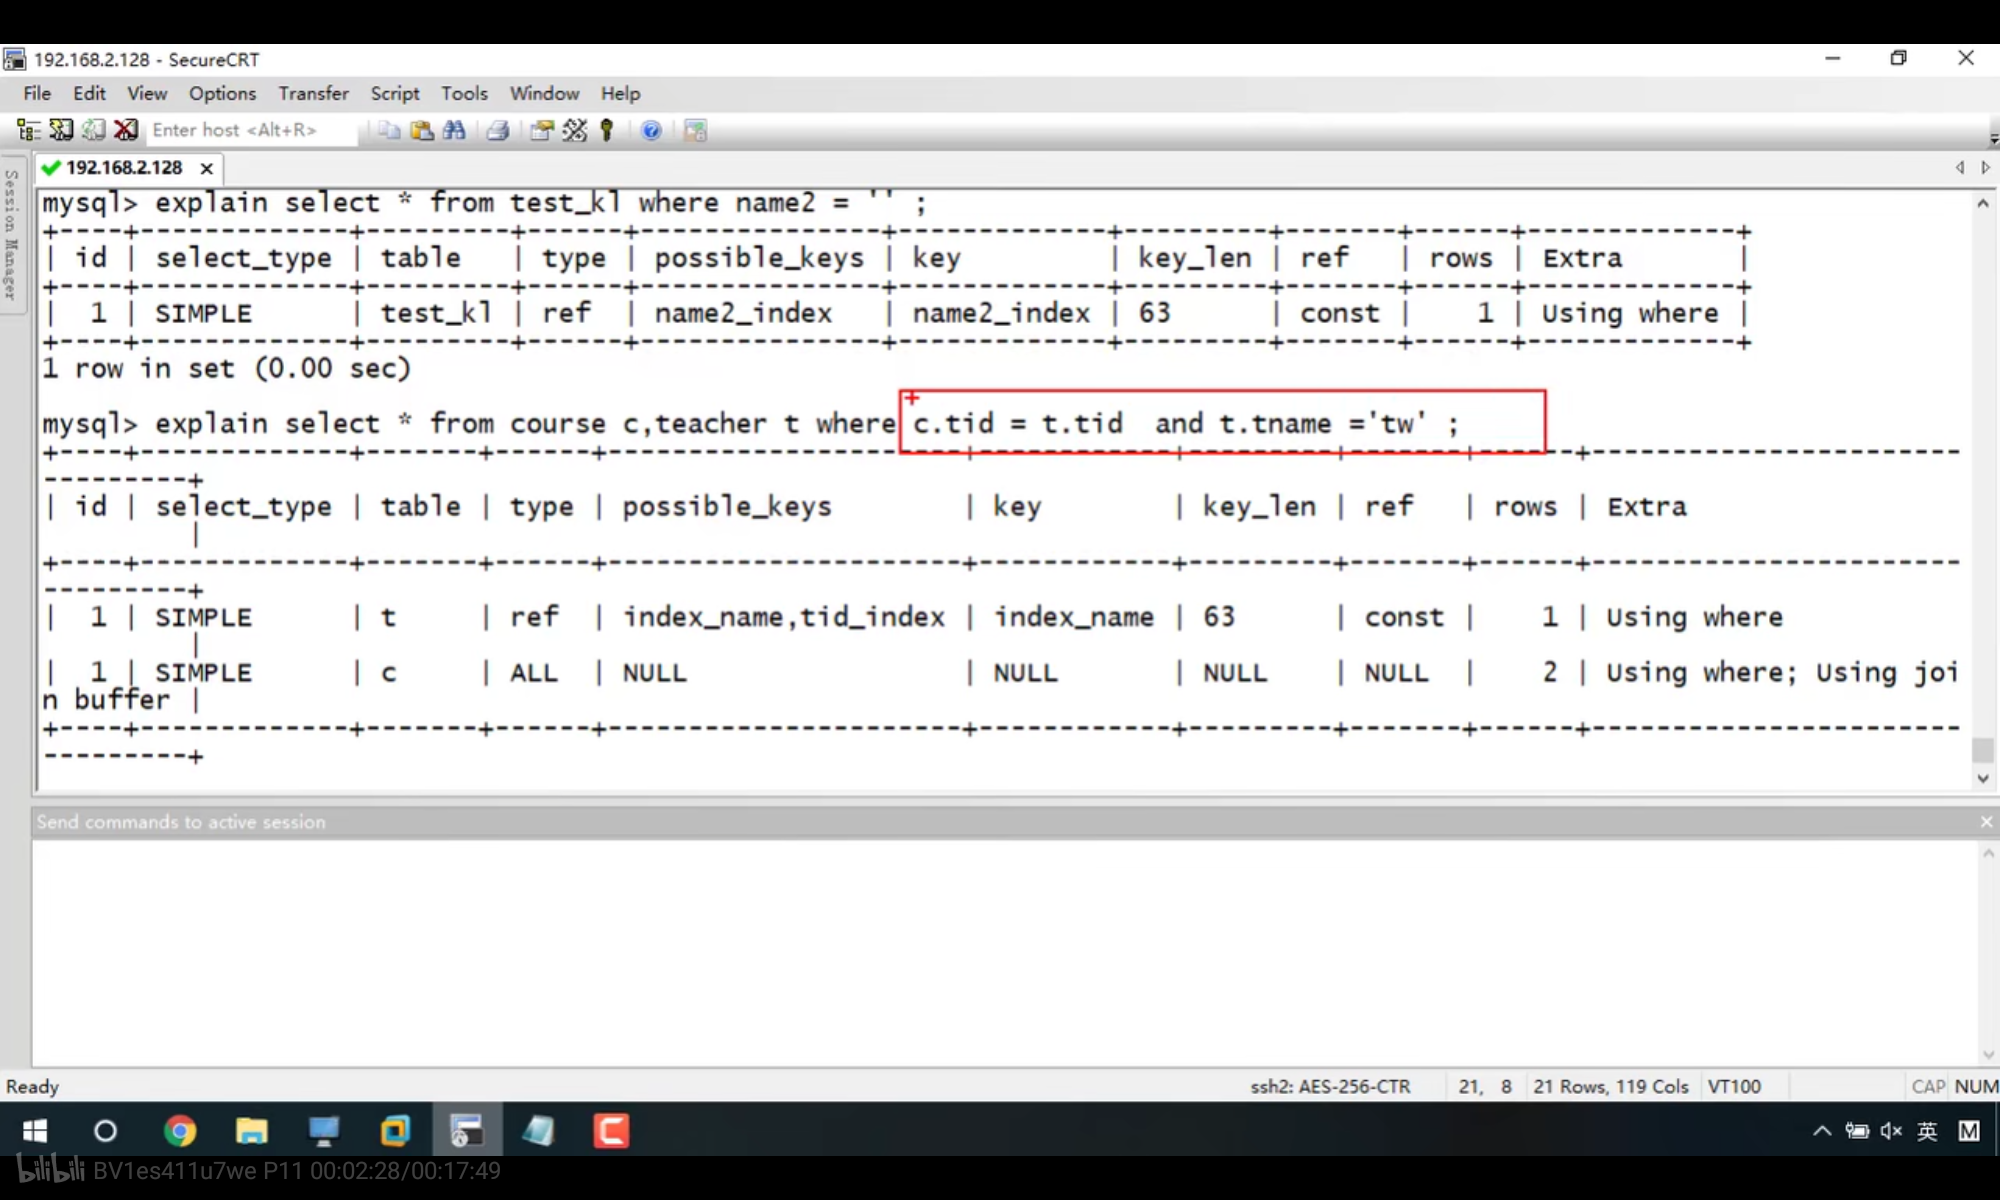 192.168.2.128 - SecureCRT
File Edit View Options Transfer Script Tools Window Help
Enter host <Alt+R>
Session Manager
192.168.2.128
mysql> explain select * from test_kl where name2 = '' ;
+----+-------------+---------+------+---------------+-------------+---------+-------+------+-------------+
| id | select_type | table   | type | possible_keys | key         | key_len | ref   | rows | Extra       |
+----+-------------+---------+------+---------------+-------------+---------+-------+------+-------------+
|  1 | SIMPLE      | test_kl | ref  | name2_index   | name2_index | 63      | const |    1 | Using where |
+----+-------------+---------+------+---------------+-------------+---------+-------+------+-------------+
1 row in set (0.00 sec)
mysql> explain select * from course c,teacher t where c.tid = t.tid  and t.tname ='tw' ;
+----+-------------+-------+------+----------------------+------------+---------+-------+------+-----------------------
---------+
| id | select_type | table | type | possible_keys        | key        | key_len | ref   | rows | Extra
         |
+----+-------------+-------+------+----------------------+------------+---------+-------+------+-----------------------
---------+
|  1 | SIMPLE      | t     | ref  | index_name,tid_index | index_name | 63      | const |    1 | Using where
         |
|  1 | SIMPLE      | c     | ALL  | NULL                 | NULL       | NULL    | NULL  |    2 | Using where; Using joi
n buffer |
+----+-------------+-------+------+----------------------+------------+---------+-------+------+-----------------------
---------+
Send commands to active session
Ready ssh2: AES-256-CTR 21, 8 21 Rows, 119 Cols VT100 CAP NUM
英 M
bilibili BV1es411u7we P11 00:02:28/00:17:49